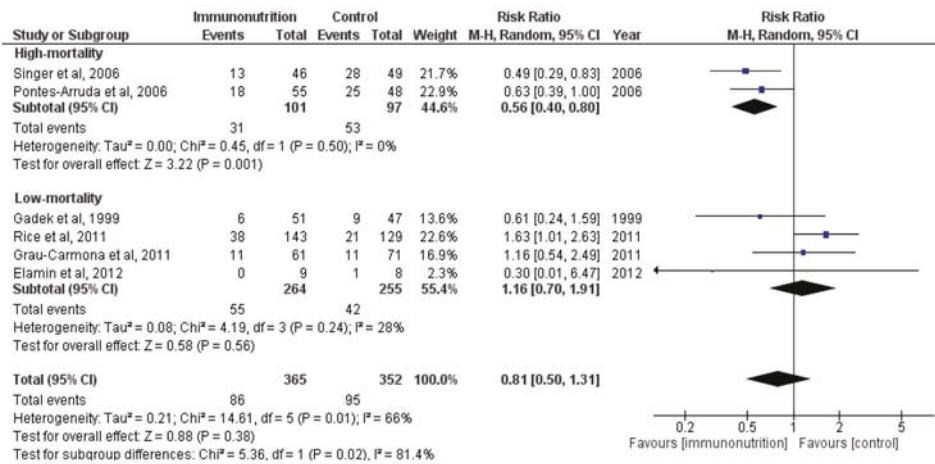 Immunonutrition Control Risk Ratio Risk Ratio
Study or Subgroup Events Total Events Total Weight M-H, Random, 95% CI Year M-H, Random, 95% CI
High-mortality
Singer et al, 2006 13 46 28 49 21.7% 0.49 [0.29, 0.83] 2006
Pontes-Arruda et al, 2006 18 55 25 48 22.9% 0.63 [0.39, 1.00] 2006
Subtotal (95% CI) 101 97 44.6% 0.56 [0.40, 0.80]
Total events 31 53
Heterogeneity: Tau² = 0.00; Chi² = 0.45, df = 1 (P = 0.50); I² = 0%
Test for overall effect: Z = 3.22 (P = 0.001)
Low-mortality
Gadek et al, 1999 6 51 9 47 13.6% 0.61 [0.24, 1.59] 1999
Rice et al, 2011 38 143 21 129 22.6% 1.63 [1.01, 2.63] 2011
Grau-Carmona et al, 2011 11 61 11 71 16.9% 1.16 [0.54, 2.49] 2011
Elamin et al, 2012 0 9 1 8 2.3% 0.30 [0.01, 6.47] 2012
Subtotal (95% CI) 264 255 55.4% 1.16 [0.70, 1.91]
Total events 55 42
Heterogeneity: Tau² = 0.08; Chi² = 4.19, df = 3 (P = 0.24); I² = 28%
Test for overall effect: Z = 0.58 (P = 0.56)
Total (95% CI) 365 352 100.0% 0.81 [0.50, 1.31]
Total events 86 95
Heterogeneity: Tau² = 0.21; Chi² = 14.61, df = 5 (P = 0.01); I² = 66%
Test for overall effect: Z = 0.88 (P = 0.38)
Test for subgroup differences: Chi² = 5.36, df = 1 (P = 0.02), I² = 81.4%
0.2 0.5 1 2 5
Favours [immunonutrition] Favours [control]